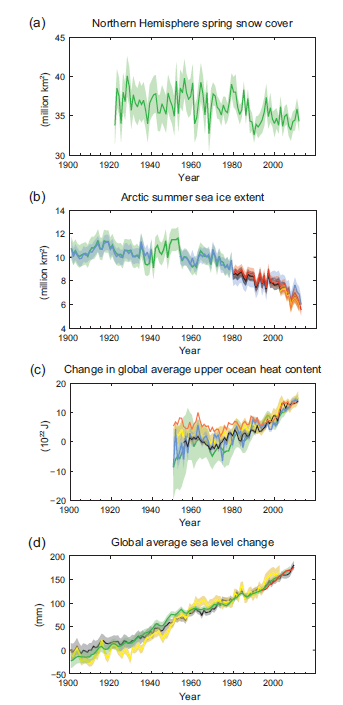 (a) Northern Hemisphere spring snow cover
45
40
35
30
(million km²)
1900 1920 1940 1960 1980 2000
Year
(b) Arctic summer sea ice extent
14
12
10
8
6
4
(million km²)
1900 1920 1940 1960 1980 2000
Year
(c) Change in global average upper ocean heat content
20
10
0
−10
−20
(10²² J)
1900 1920 1940 1960 1980 2000
Year
(d) Global average sea level change
200
150
100
50
0
−50
(mm)
1900 1920 1940 1960 1980 2000
Year